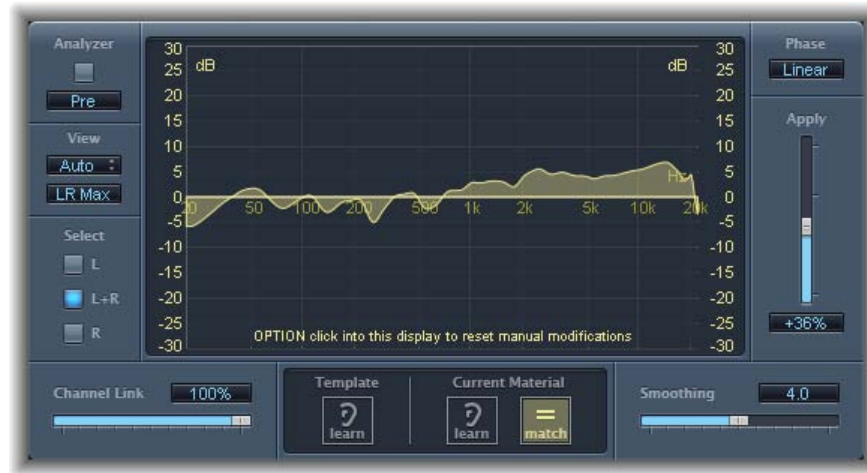 Analyzer
Pre
View
Auto
LR Max
Select
L
L+R
R
30 dB dB 30
25 25
20 20
15 15
10 10
5 5
0 0
-5 -5
-10 -10
-15 -15
-20 -20
-25 -25
-30 -30
20 50 100 200 500 1k 2k 5k 10k 20k
Hz
OPTION click into this display to reset manual modifications
Phase
Linear
Apply
+36%
Channel Link 100%
Template
learn
Current Material
learn
match
Smoothing 4.0